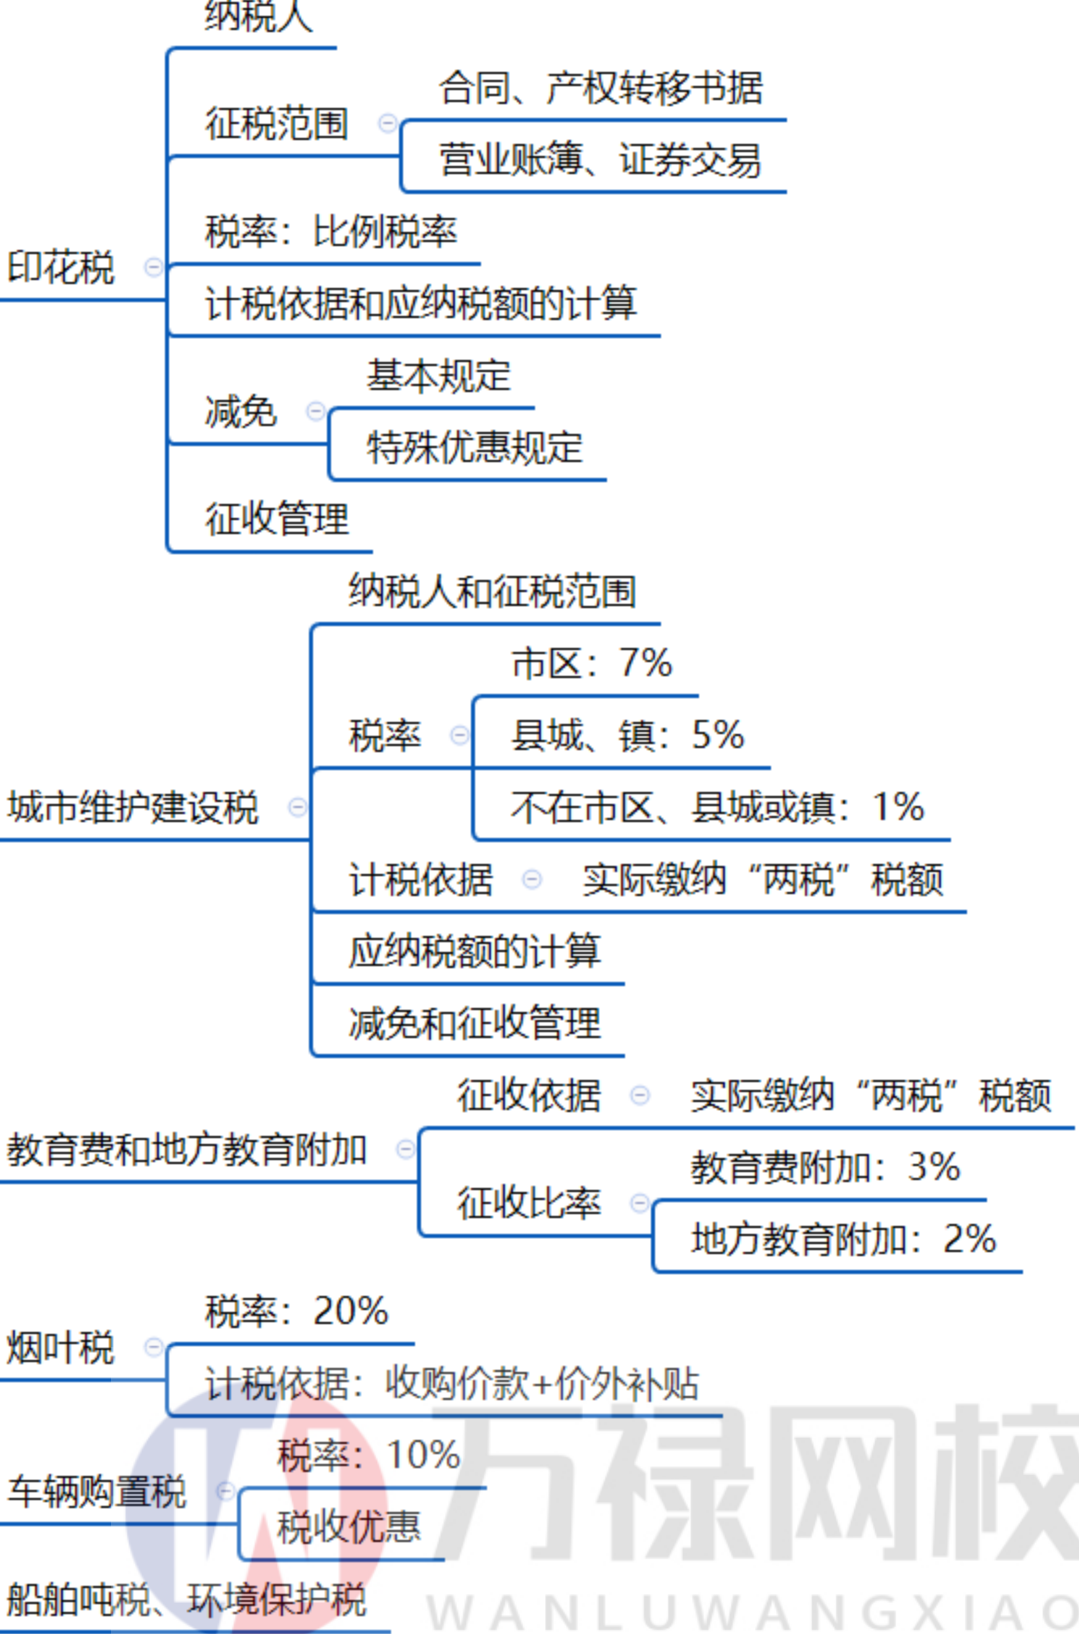 纳税人
合同、产权转移书据
征税范围
营业账簿、证券交易
税率：比例税率
印花税
计税依据和应纳税额的计算
基本规定
减免
特殊优惠规定
征收管理
纳税人和征税范围
市区：7%
税率
县城、镇：5%
不在市区、县城或镇：1%
城市维护建设税
计税依据 实际缴纳“两税”税额
应纳税额的计算
减免和征收管理
征收依据 实际缴纳“两税”税额
教育费和地方教育附加
教育费附加：3%
征收比率
地方教育附加：2%
税率：20%
烟叶税
计税依据：收购价款+价外补贴
税率：10%
车辆购置税
税收优惠
船舶吨税、环境保护税
万禄网校
WANLUWANGXIAO